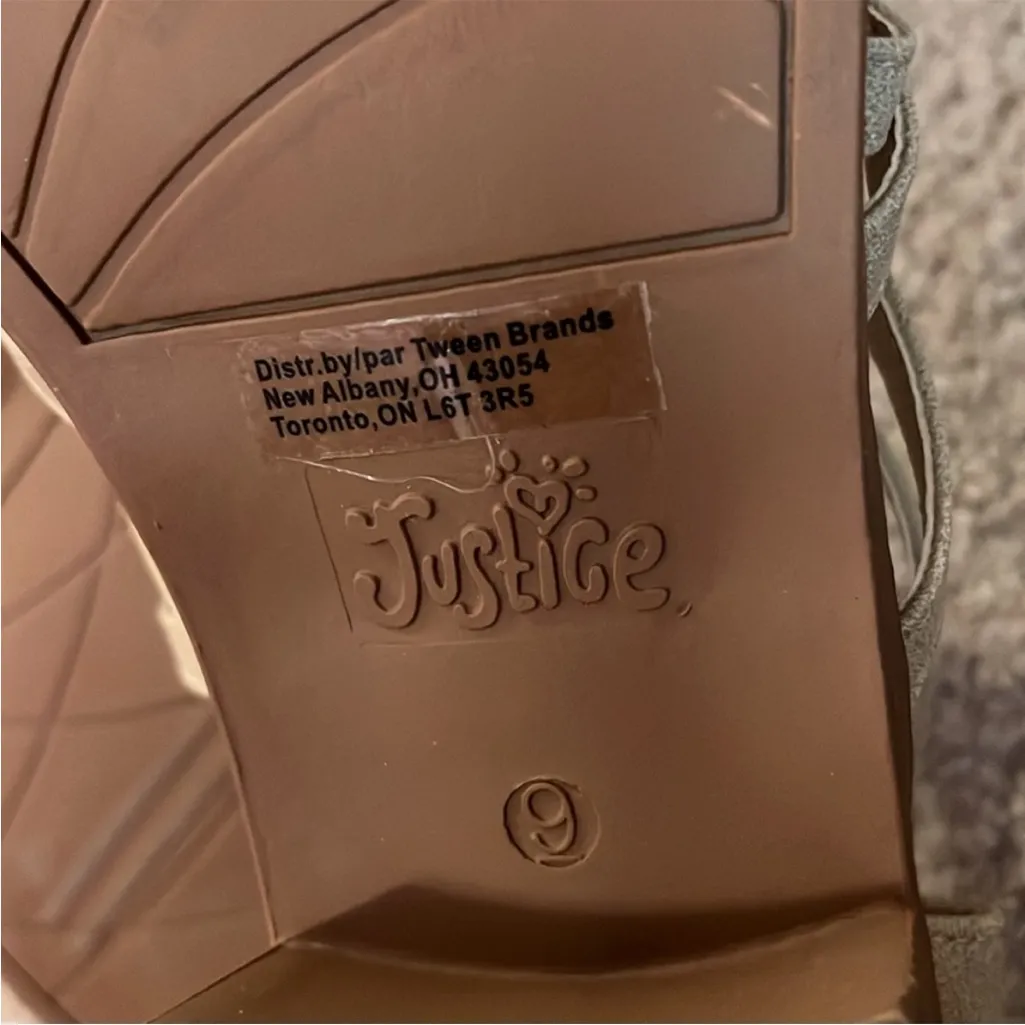 Distr.by/par Tween Brands
New Albany,OH 43054
Toronto,ON L6T 3R5
Justice
9